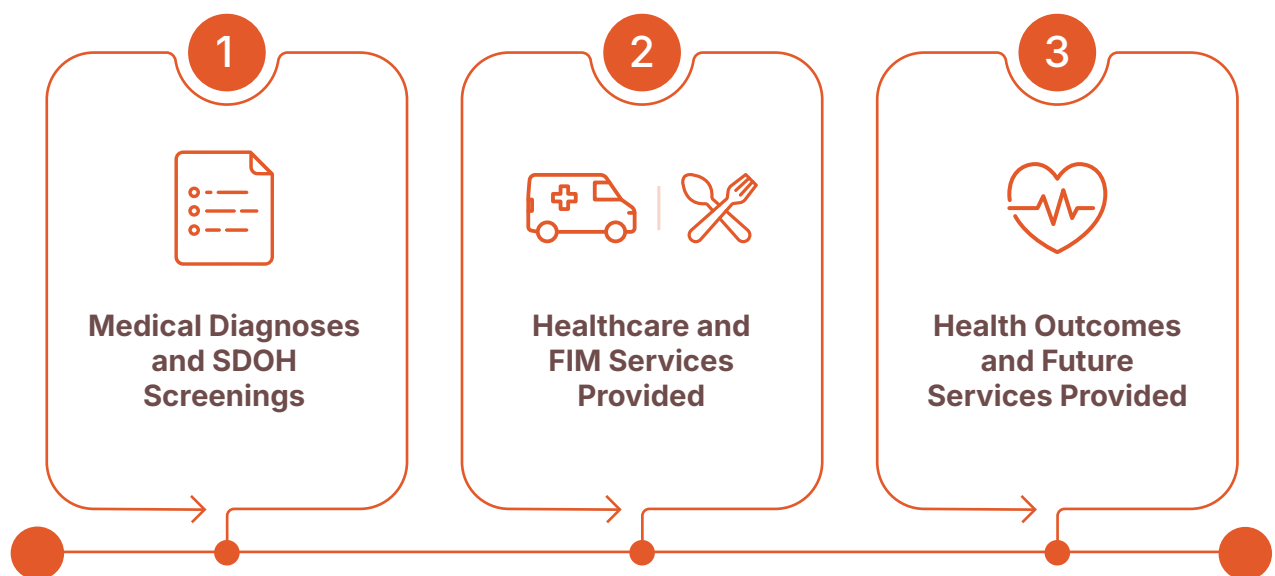 1
Medical Diagnoses
and SDOH
Screenings
2
Healthcare and
FIM Services
Provided
3
Health Outcomes
and Future
Services Provided